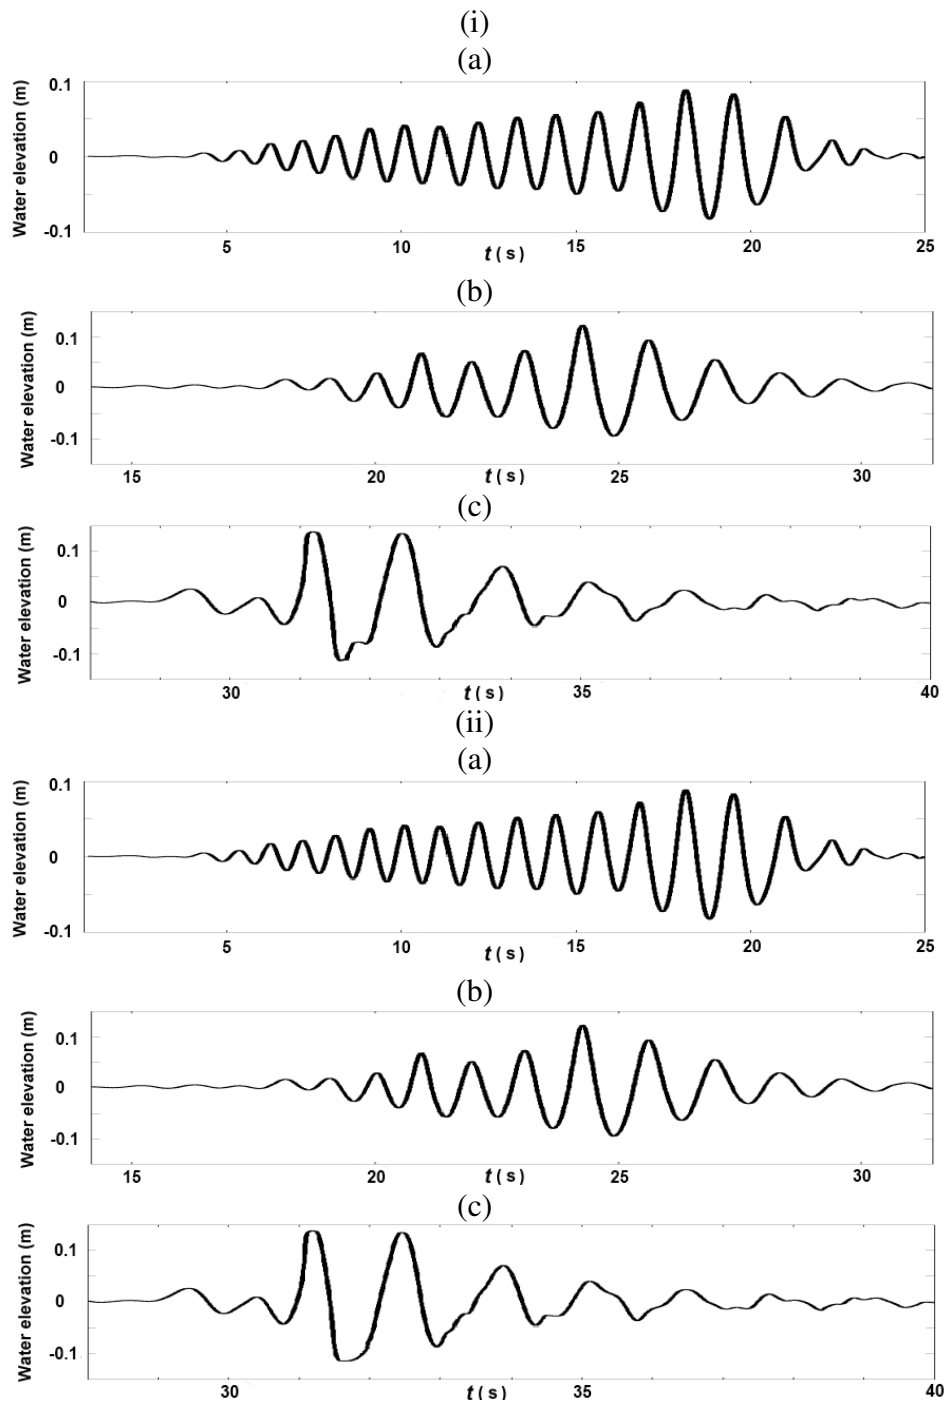 (i)
(a)
Water elevation (m)
0.1
0
-0.1
5 10 15 20 25
t ( s )
(b)
Water elevation (m)
0.1
0
-0.1
15 20 25 30
t ( s )
(c)
Water elevation (m)
0.1
0
-0.1
30 35 40
t ( s )
(ii)
(a)
Water elevation (m)
0.1
0
-0.1
5 10 15 20 25
t ( s )
(b)
Water elevation (m)
0.1
0
-0.1
15 20 25 30
t ( s )
(c)
Water elevation (m)
0.1
0
-0.1
30 35 40
t ( s )